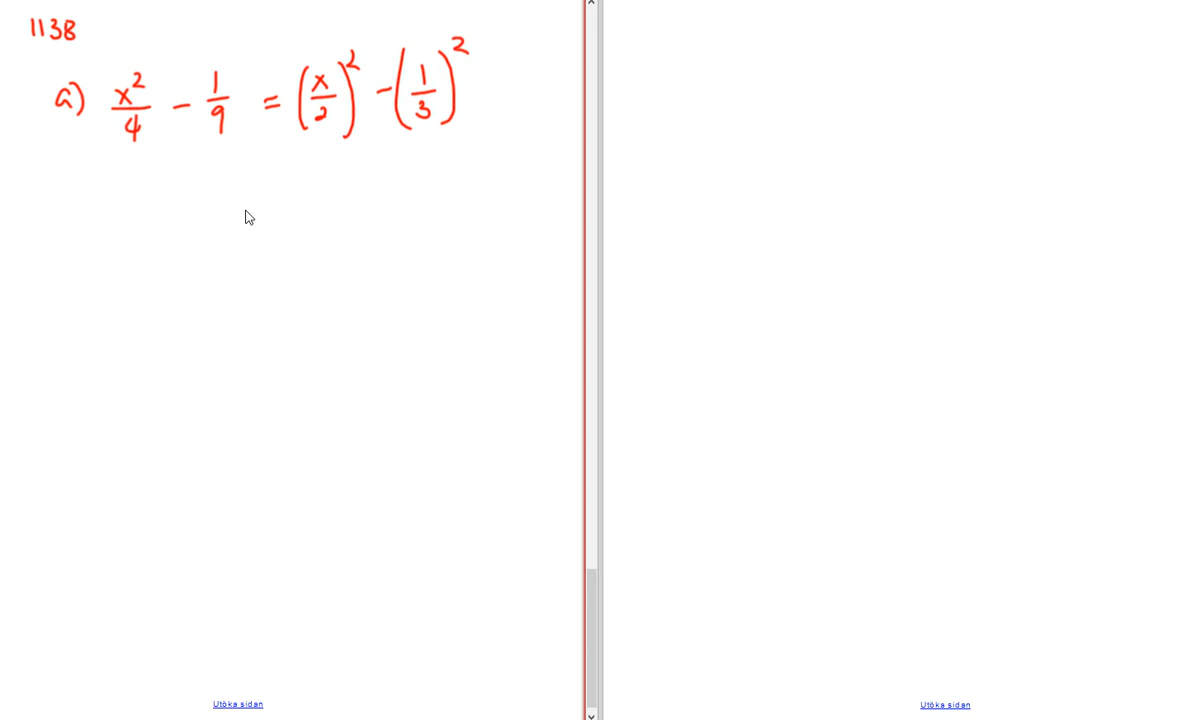 1138
a) x²/4 - 1/9 = (x/2)² - (1/3)²
Utöka sidan
Utöka sidan